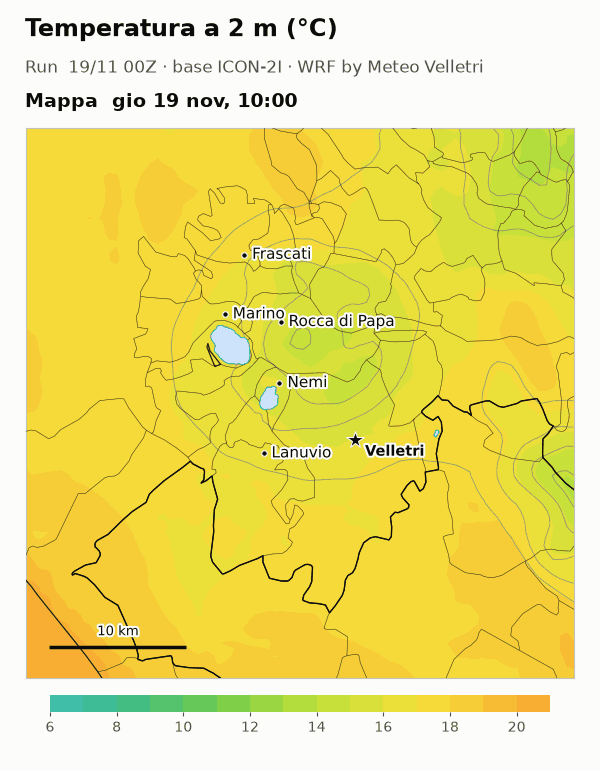 Temperatura a 2 m (°C)
Run  19/11 00Z · base ICON-2I · WRF by Meteo Velletri
Mappa  gio 19 nov, 10:00
Frascati
Marino
Rocca di Papa
Nemi
Velletri
Lanuvio
10 km
6 8 10 12 14 16 18 20